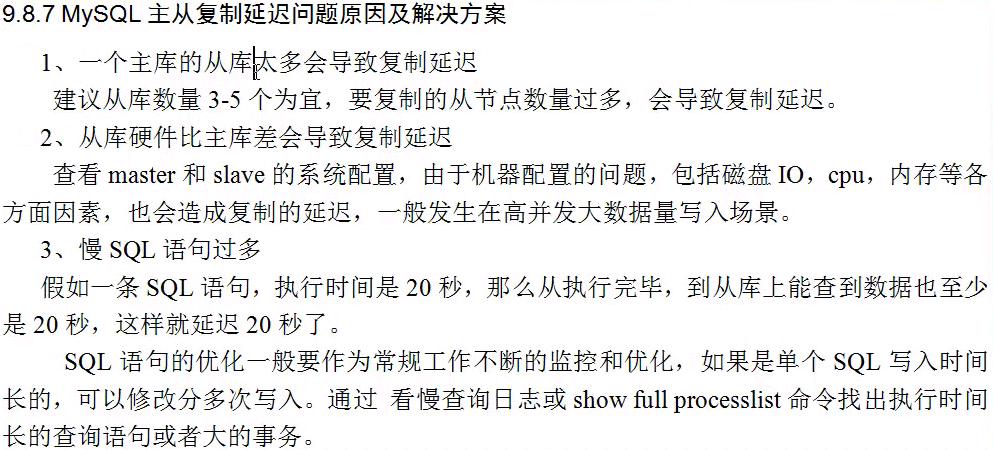 9.8.7 MySQL 主从复制延迟问题原因及解决方案
1、一个主库的从库太多会导致复制延迟
建议从库数量 3-5 个为宜，要复制的从节点数量过多，会导致复制延迟。
2、从库硬件比主库差会导致复制延迟
查看 master 和 slave 的系统配置，由于机器配置的问题，包括磁盘 IO，cpu，内存等各
方面因素，也会造成复制的延迟，一般发生在高并发大数据量写入场景。
3、慢 SQL 语句过多
假如一条 SQL 语句，执行时间是 20 秒，那么从执行完毕，到从库上能查到数据也至少
是 20 秒，这样就延迟 20 秒了。
SQL 语句的优化一般要作为常规工作不断的监控和优化，如果是单个 SQL 写入时间
长的，可以修改分多次写入。通过 看慢查询日志或 show full processlist 命令找出执行时间
长的查询语句或者大的事务。